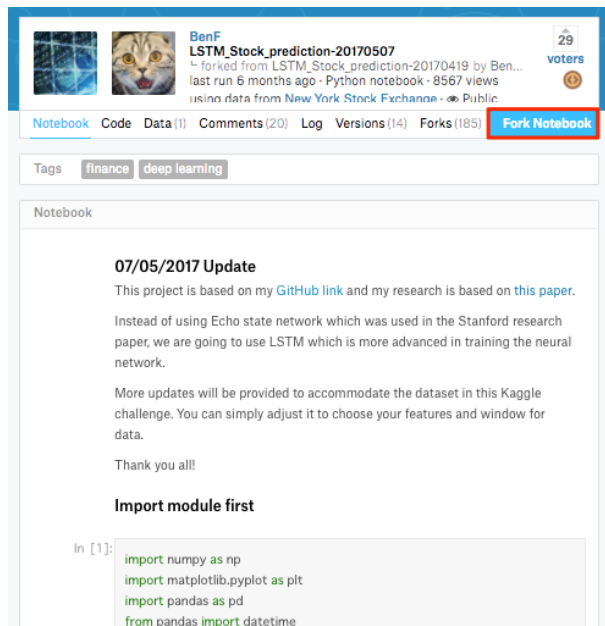 BenF
LSTM_Stock_prediction-20170507
└ forked from LSTM_Stock_prediction-20170419 by Ben...
last run 6 months ago · Python notebook · 8567 views
using data from New York Stock Exchange · Public
29
voters
Notebook Code Data (1) Comments (20) Log Versions (14) Forks (185) Fork Notebook
Tags finance deep learning
Notebook
07/05/2017 Update
This project is based on my GitHub link and my research is based on this paper.
Instead of using Echo state network which was used in the Stanford research
paper, we are going to use LSTM which is more advanced in training the neural
network.
More updates will be provided to accommodate the dataset in this Kaggle
challenge. You can simply adjust it to choose your features and window for
data.
Thank you all!
Import module first
In [1]:
import numpy as np
import matplotlib.pyplot as plt
import pandas as pd
from pandas import datetime